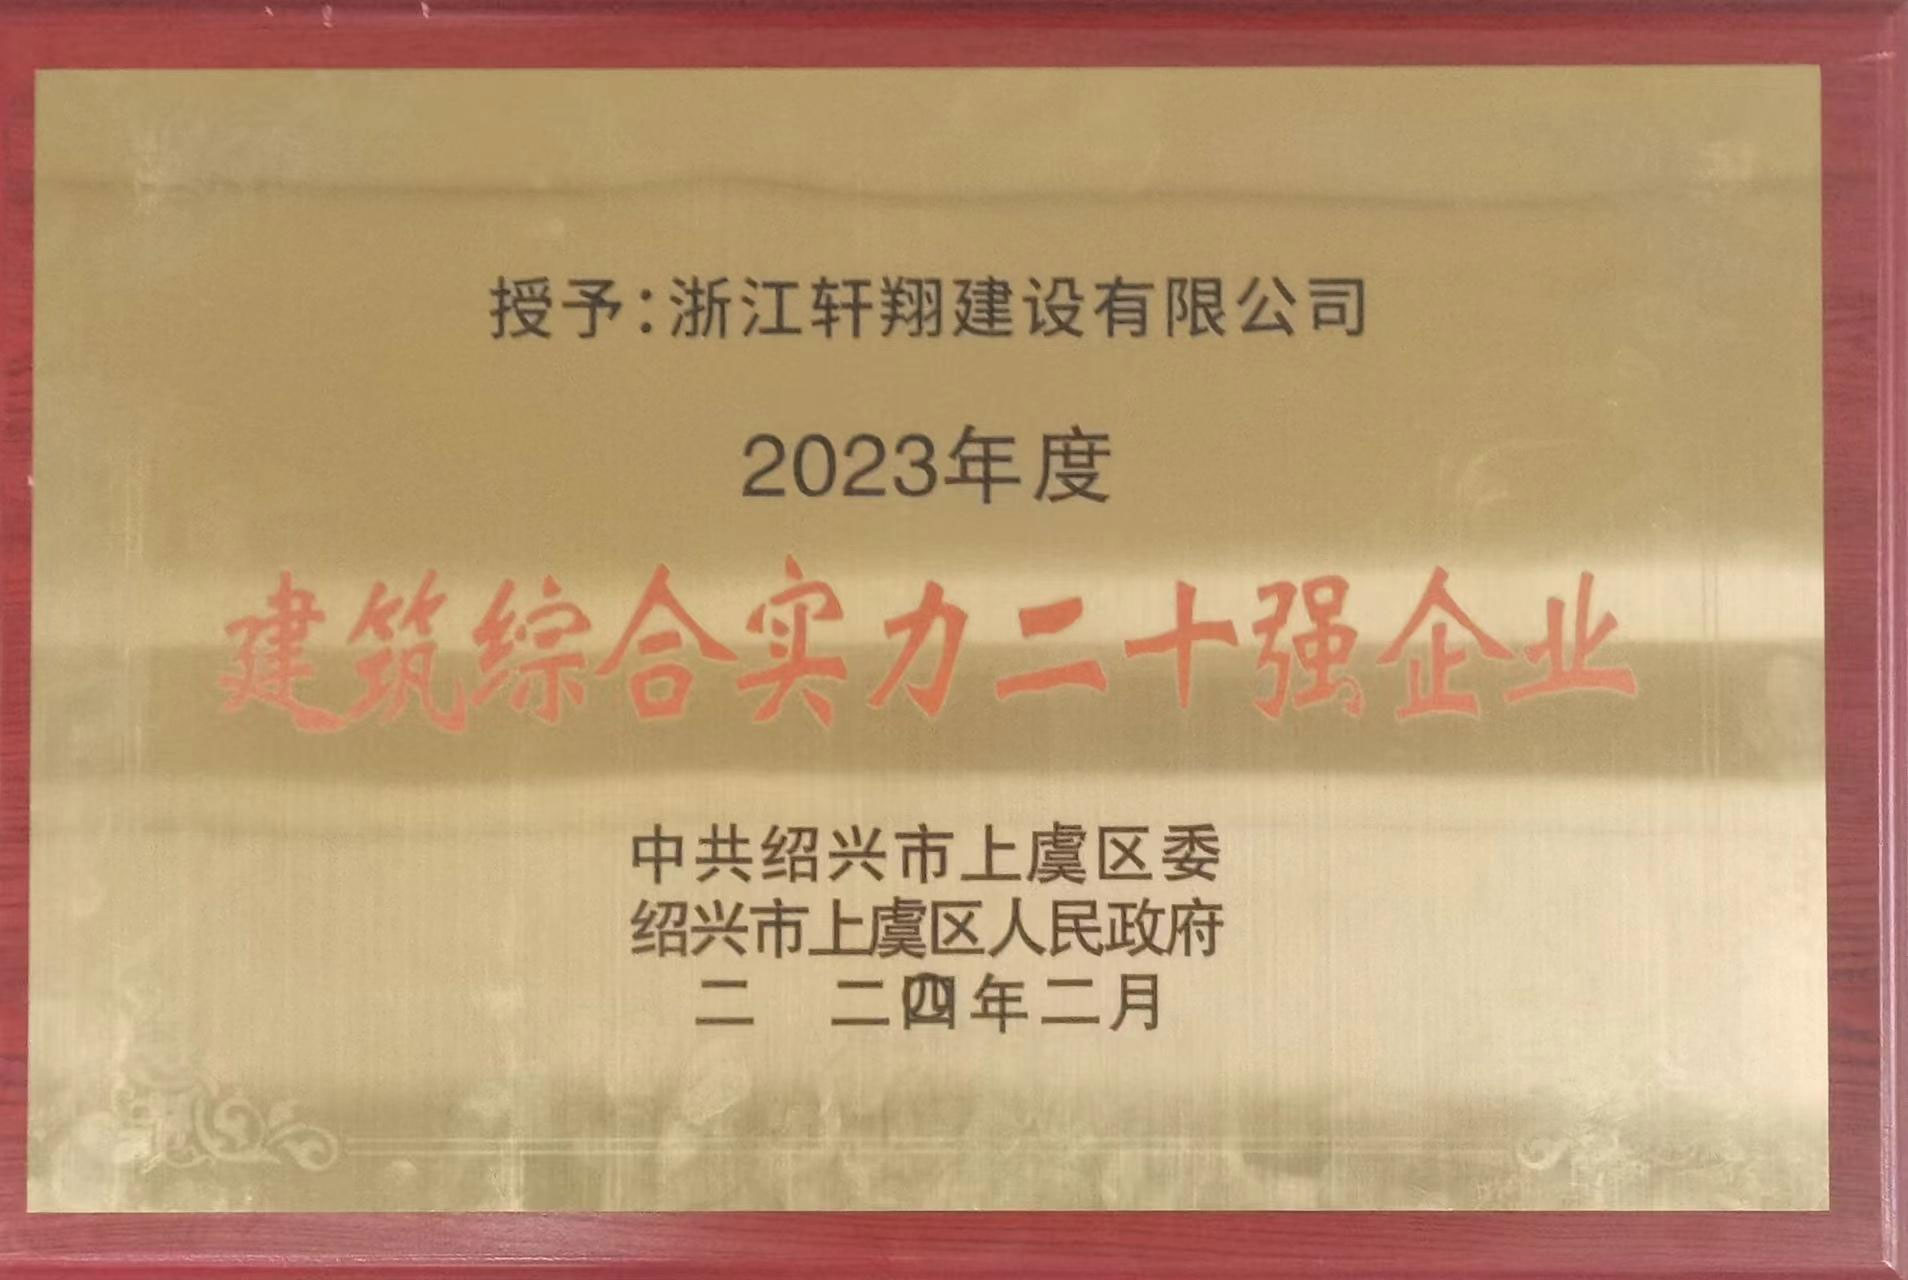 授予：浙江轩翔建设有限公司
2023年度
建筑综合实力二十强企业
中共绍兴市上虞区委
绍兴市上虞区人民政府
二 二四年二月